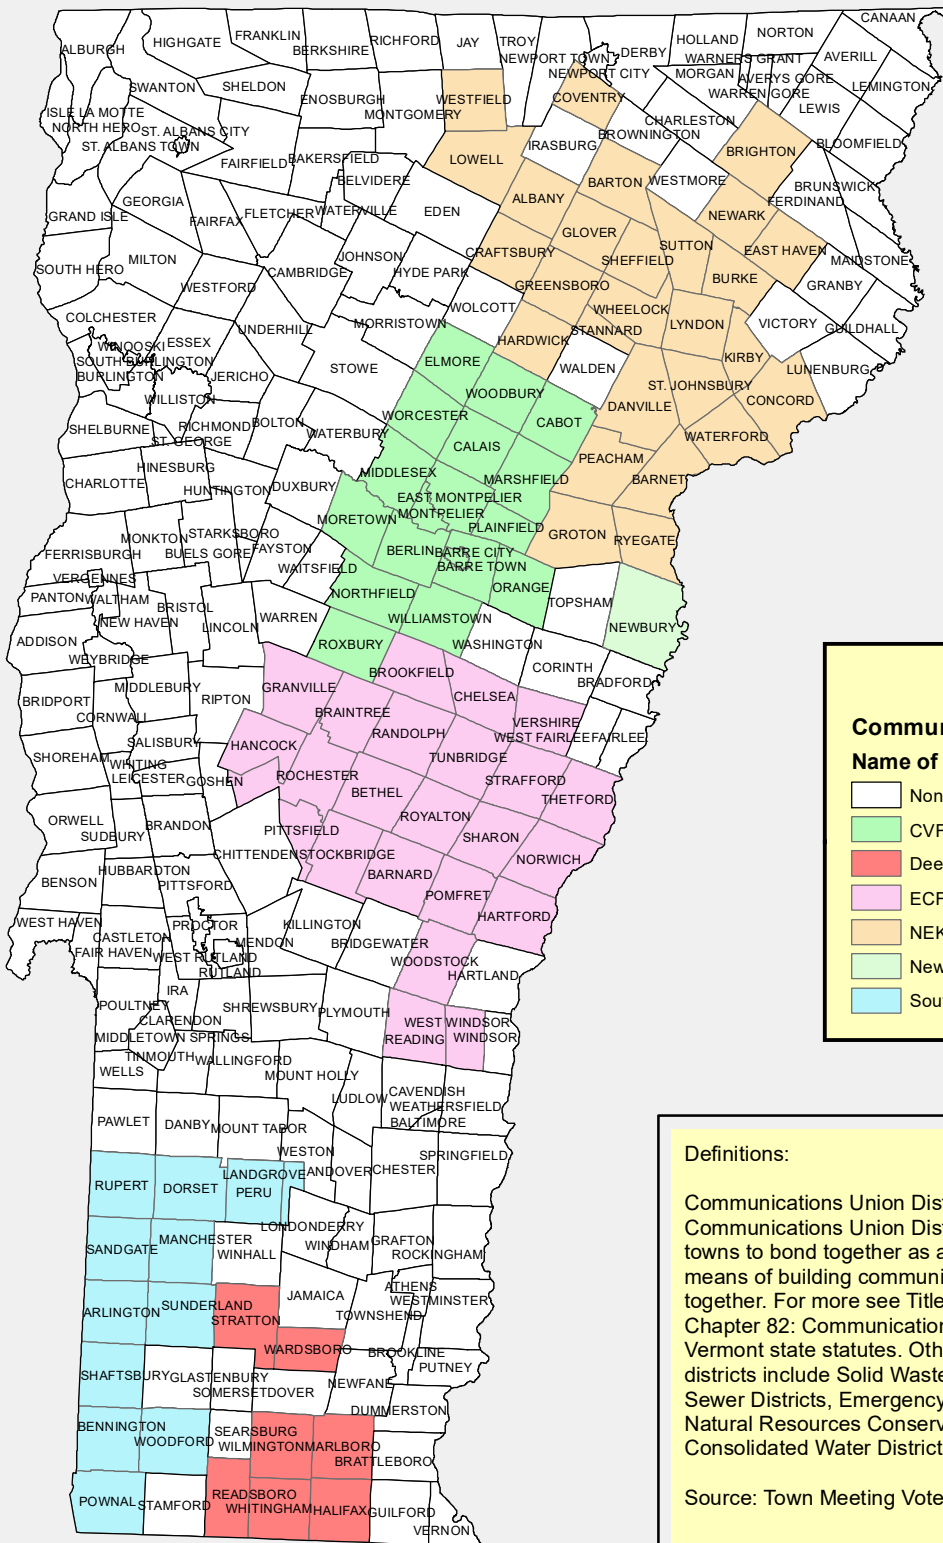 CANAAN
NORTON
FRANKLIN
HIGHGATE
RICHFORD
JAY
TROY
HOLLAND
ALBURGH
BERKSHIRE
NEWPORT TOWN
DERBY
WARNERS GRANT
AVERILL
NEWPORT CITY
MORGAN
AVERYS GORE
LEMINGTON
SWANTON
SHELDON
ENOSBURGH
WESTFIELD
COVENTRY
WARREN GORE
LEWIS
ISLE LA MOTTE
MONTGOMERY
CHARLESTON
NORTH HERO
ST. ALBANS CITY
BROWNINGTON
BLOOMFIELD
ST. ALBANS TOWN
IRASBURG
BRIGHTON
FAIRFIELD
BAKERSFIELD
LOWELL
BELVIDERE
BARTON
WESTMORE
BRUNSWICK
GEORGIA
ALBANY
FERDINAND
GRAND ISLE
FAIRFAX
FLETCHER
WATERVILLE
EDEN
NEWARK
GLOVER
SUTTON
EAST HAVEN
MILTON
JOHNSON
CRAFTSBURY
SHEFFIELD
MAIDSTONE
SOUTH HERO
CAMBRIDGE
HYDE PARK
BURKE
WESTFORD
GREENSBORO
GRANBY
WOLCOTT
WHEELOCK
COLCHESTER
MORRISTOWN
LYNDON
VICTORY
GUILDHALL
UNDERHILL
STANNARD
WINOOSKI
ESSEX
HARDWICK
KIRBY
SOUTH BURLINGTON
ELMORE
STOWE
WALDEN
LUNENBURG
BURLINGTON
JERICHO
ST. JOHNSBURY
WILLISTON
WOODBURY
CONCORD
WORCESTER
DANVILLE
SHELBURNE
RICHMOND
BOLTON
CABOT
ST. GEORGE
WATERBURY
WATERFORD
CALAIS
PEACHAM
HINESBURG
MIDDLESEX
CHARLOTTE
HUNTINGTON
DUXBURY
MARSHFIELD
BARNET
EAST MONTPELIER
MONTPELIER
MORETOWN
PLAINFIELD
STARKSBORO
GROTON
MONKTON
RYEGATE
FERRISBURGH
BUELS GORE
FAYSTON
BERLIN
BARRE CITY
BARRE TOWN
WAITSFIELD
VERGENNES
ORANGE
PANTON
WALTHAM
NORTHFIELD
TOPSHAM
BRISTOL
NEW HAVEN
WARREN
WILLIAMSTOWN
LINCOLN
NEWBURY
ADDISON
ROXBURY
WASHINGTON
WEYBRIDGE
BROOKFIELD
CORINTH
BRADFORD
MIDDLEBURY
GRANVILLE
BRIDPORT
RIPTON
CHELSEA
CORNWALL
BRAINTREE
VERSHIRE
RANDOLPH
WEST FAIRLEE
FAIRLEE
SALISBURY
HANCOCK
SHOREHAM
TUNBRIDGE
WHITING
LEICESTER
GOSHEN
ROCHESTER
STRAFFORD
BETHEL
THETFORD
ORWELL
ROYALTON
BRANDON
PITTSFIELD
SUDBURY
SHARON
CHITTENDEN
STOCKBRIDGE
NORWICH
HUBBARDTON
BARNARD
BENSON
PITTSFORD
POMFRET
WEST HAVEN
PROCTOR
KILLINGTON
HARTFORD
CASTLETON
MENDON
BRIDGEWATER
FAIR HAVEN
WEST RUTLAND
WOODSTOCK
RUTLAND
HARTLAND
IRA
POULTNEY
SHREWSBURY
PLYMOUTH
CLARENDON
WEST WINDSOR
MIDDLETOWN SPRINGS
READING
WINDSOR
TINMOUTH
WALLINGFORD
WELLS
MOUNT HOLLY
CAVENDISH
LUDLOW
WEATHERSFIELD
BALTIMORE
PAWLET
DANBY
MOUNT TABOR
WESTON
SPRINGFIELD
LANDGROVE
ANDOVER
CHESTER
RUPERT
DORSET
PERU
LONDONDERRY
MANCHESTER
GRAFTON
SANDGATE
WINHALL
WINDHAM
ROCKINGHAM
ATHENS
JAMAICA
WESTMINSTER
ARLINGTON
SUNDERLAND
STRATTON
TOWNSHEND
WARDSBORO
BROOKLINE
SHAFTSBURY
GLASTENBURY
PUTNEY
SOMERSET
DOVER
NEWFANE
DUMMERSTON
BENNINGTON
SEARSBURG
WOODFORD
WILMINGTON
MARLBORO
BRATTLEBORO
READSBORO
POWNAL
STAMFORD
WHITINGHAM
HALIFAX
GUILFORD
VERNON
Commun
Name of
Non
CVF
Dee
ECF
NEK
New
Sou
Definitions:
Communications Union Dist
Communications Union Dist
towns to bond together as a
means of building communi
together. For more see Title
Chapter 82: Communication
Vermont state statutes. Oth
districts include Solid Waste
Sewer Districts, Emergency
Natural Resources Conserv
Consolidated Water District
Source: Town Meeting Vote